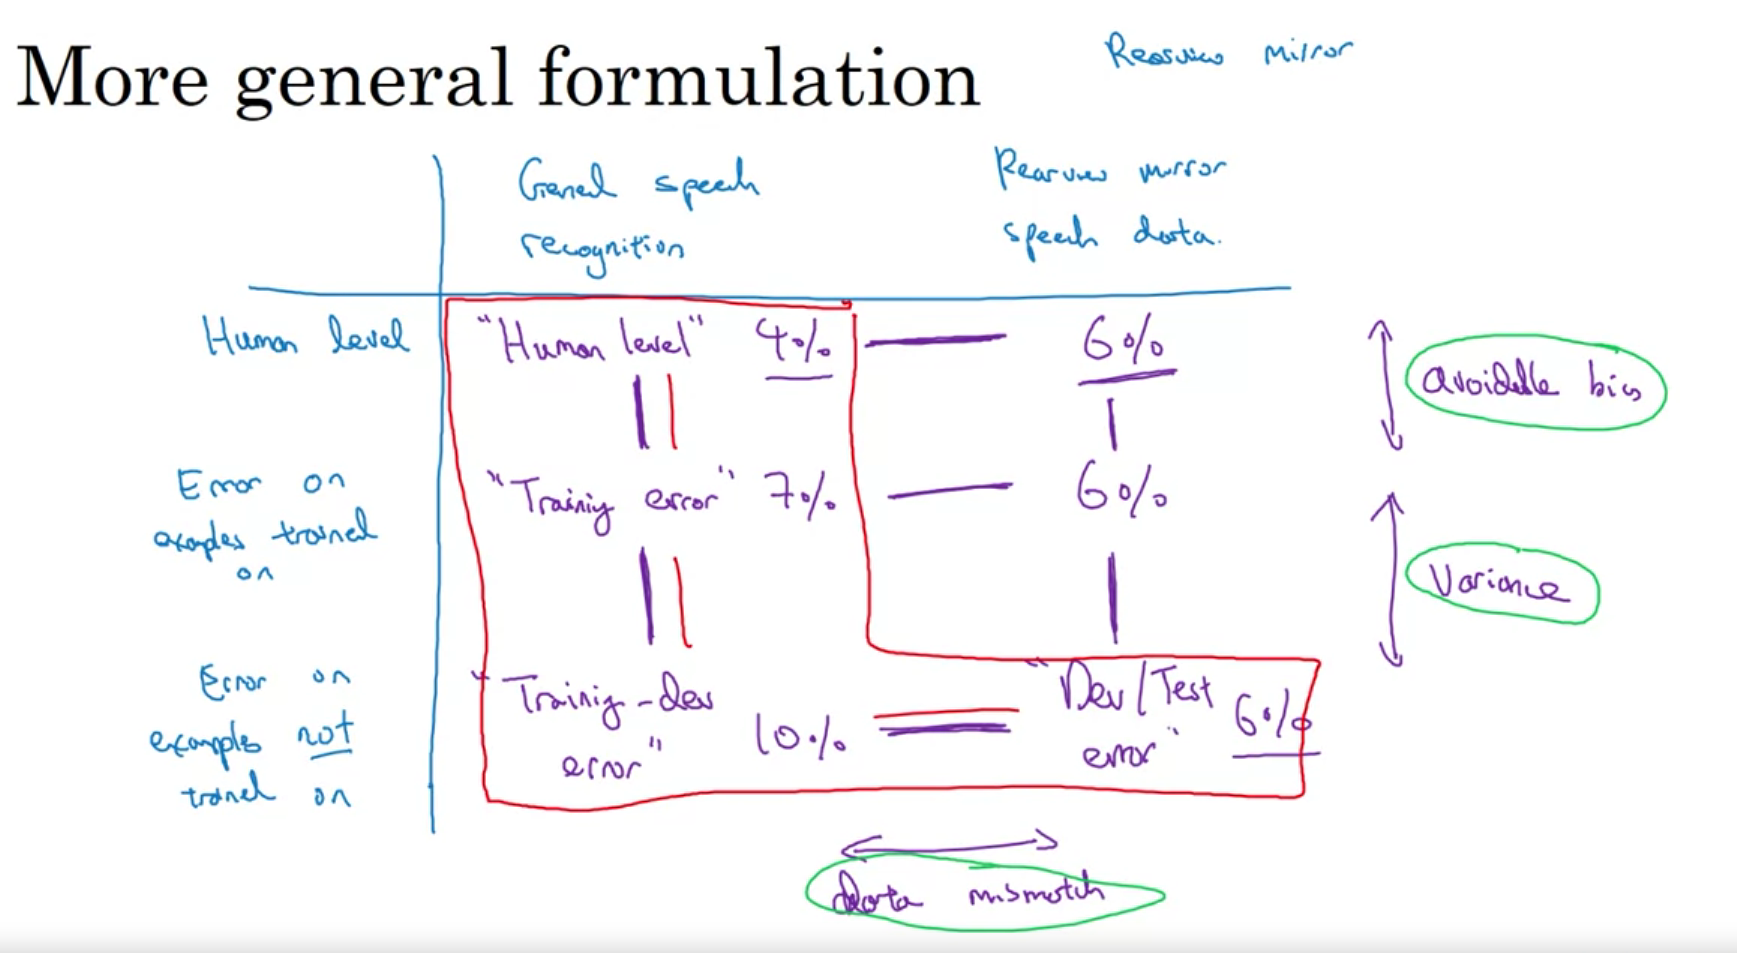 More general formulation
Rearview mirror
General speech
recognition
Rearview mirror
speech data.
Human level
"Human level" 4%
6%
avoidable bias
Error on
examples trained
on
"Training error" 7%
6%
Variance
Error on
examples not
trained on
"Training-dev
error" 10%
"Dev/Test
error" 6%
data mismatch